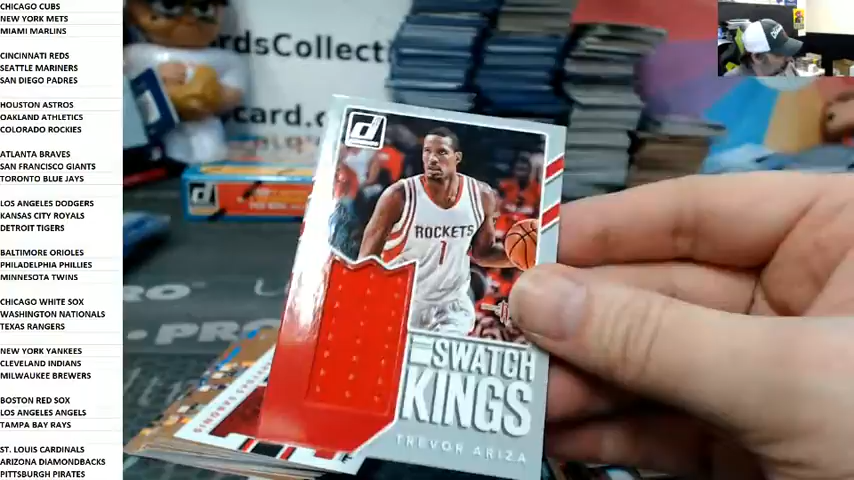 CHICAGO CUBS
NEW YORK METS
MIAMI MARLINS
CINCINNATI REDS
SEATTLE MARINERS
SAN DIEGO PADRES
HOUSTON ASTROS
OAKLAND ATHLETICS
COLORADO ROCKIES
ATLANTA BRAVES
SAN FRANCISCO GIANTS
TORONTO BLUE JAYS
LOS ANGELES DODGERS
KANSAS CITY ROYALS
DETROIT TIGERS
BALTIMORE ORIOLES
PHILADELPHIA PHILLIES
MINNESOTA TWINS
CHICAGO WHITE SOX
WASHINGTON NATIONALS
TEXAS RANGERS
NEW YORK YANKEES
CLEVELAND INDIANS
MILWAUKEE BREWERS
BOSTON RED SOX
LOS ANGELES ANGELS
TAMPA BAY RAYS
ST. LOUIS CARDINALS
ARIZONA DIAMONDBACKS
PITTSBURGH PIRATES
rdsCollect
card.c
d
ROCKETS
1
SWATCH
KINGS
TREVOR ARIZA
.PRO
SABONIS